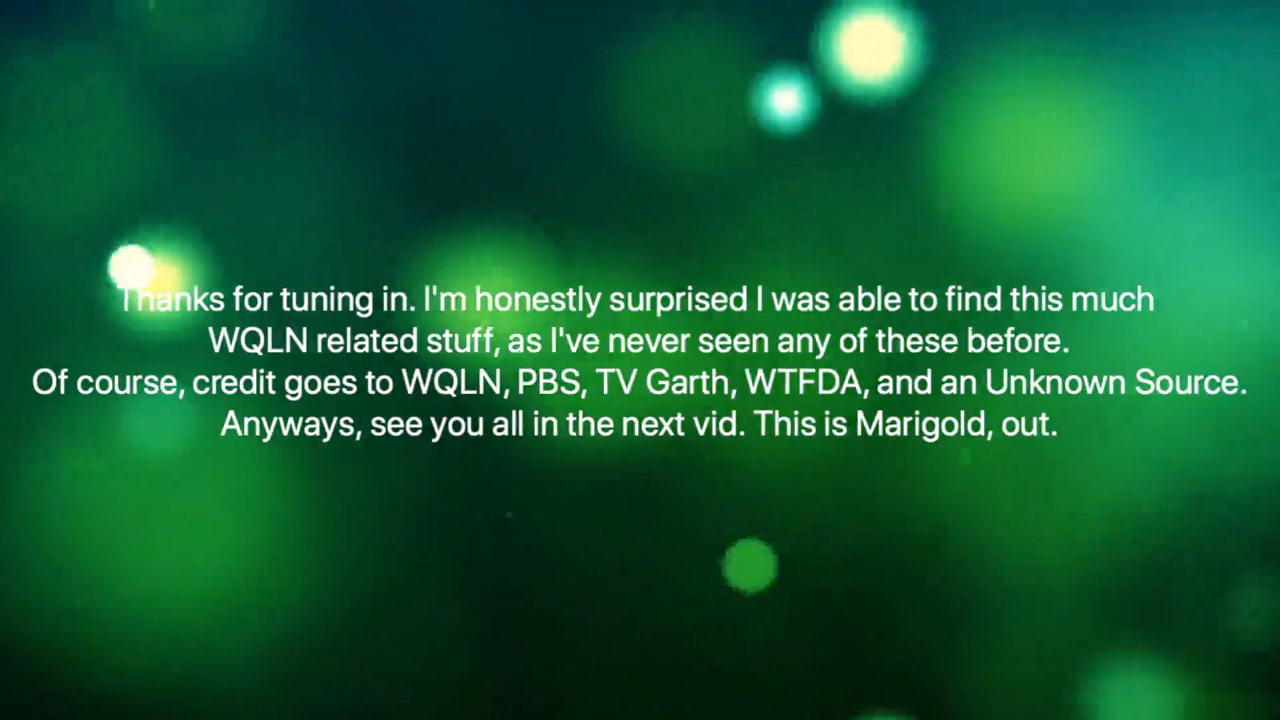 Thanks for tuning in. I'm honestly surprised I was able to find this much
WQLN related stuff, as I've never seen any of these before.
Of course, credit goes to WQLN, PBS, TV Garth, WTFDA, and an Unknown Source.
Anyways, see you all in the next vid. This is Marigold, out.